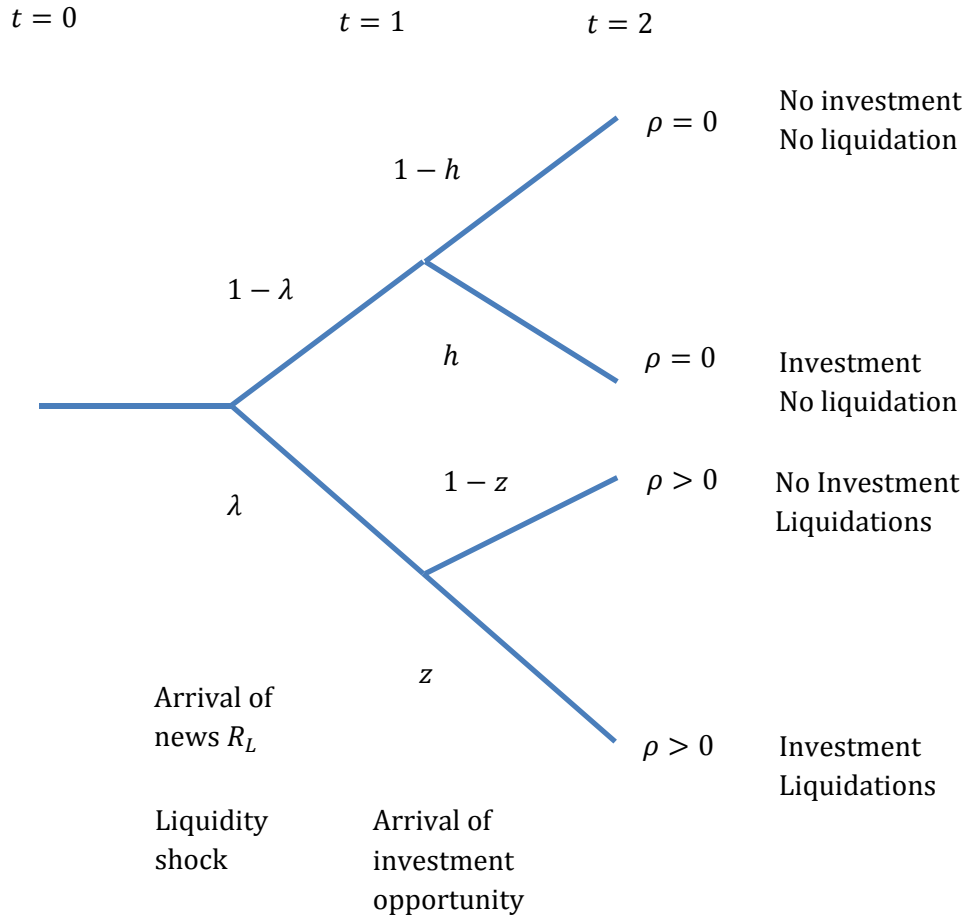 t = 0
t = 1
t = 2
ρ = 0
No investment
No liquidation
1 − h
1 − λ
h
ρ = 0
Investment
No liquidation
λ
1 − z
ρ > 0
No Investment
Liquidations
z
Arrival of
news R_L
ρ > 0
Investment
Liquidations
Liquidity
shock
Arrival of
investment
opportunity